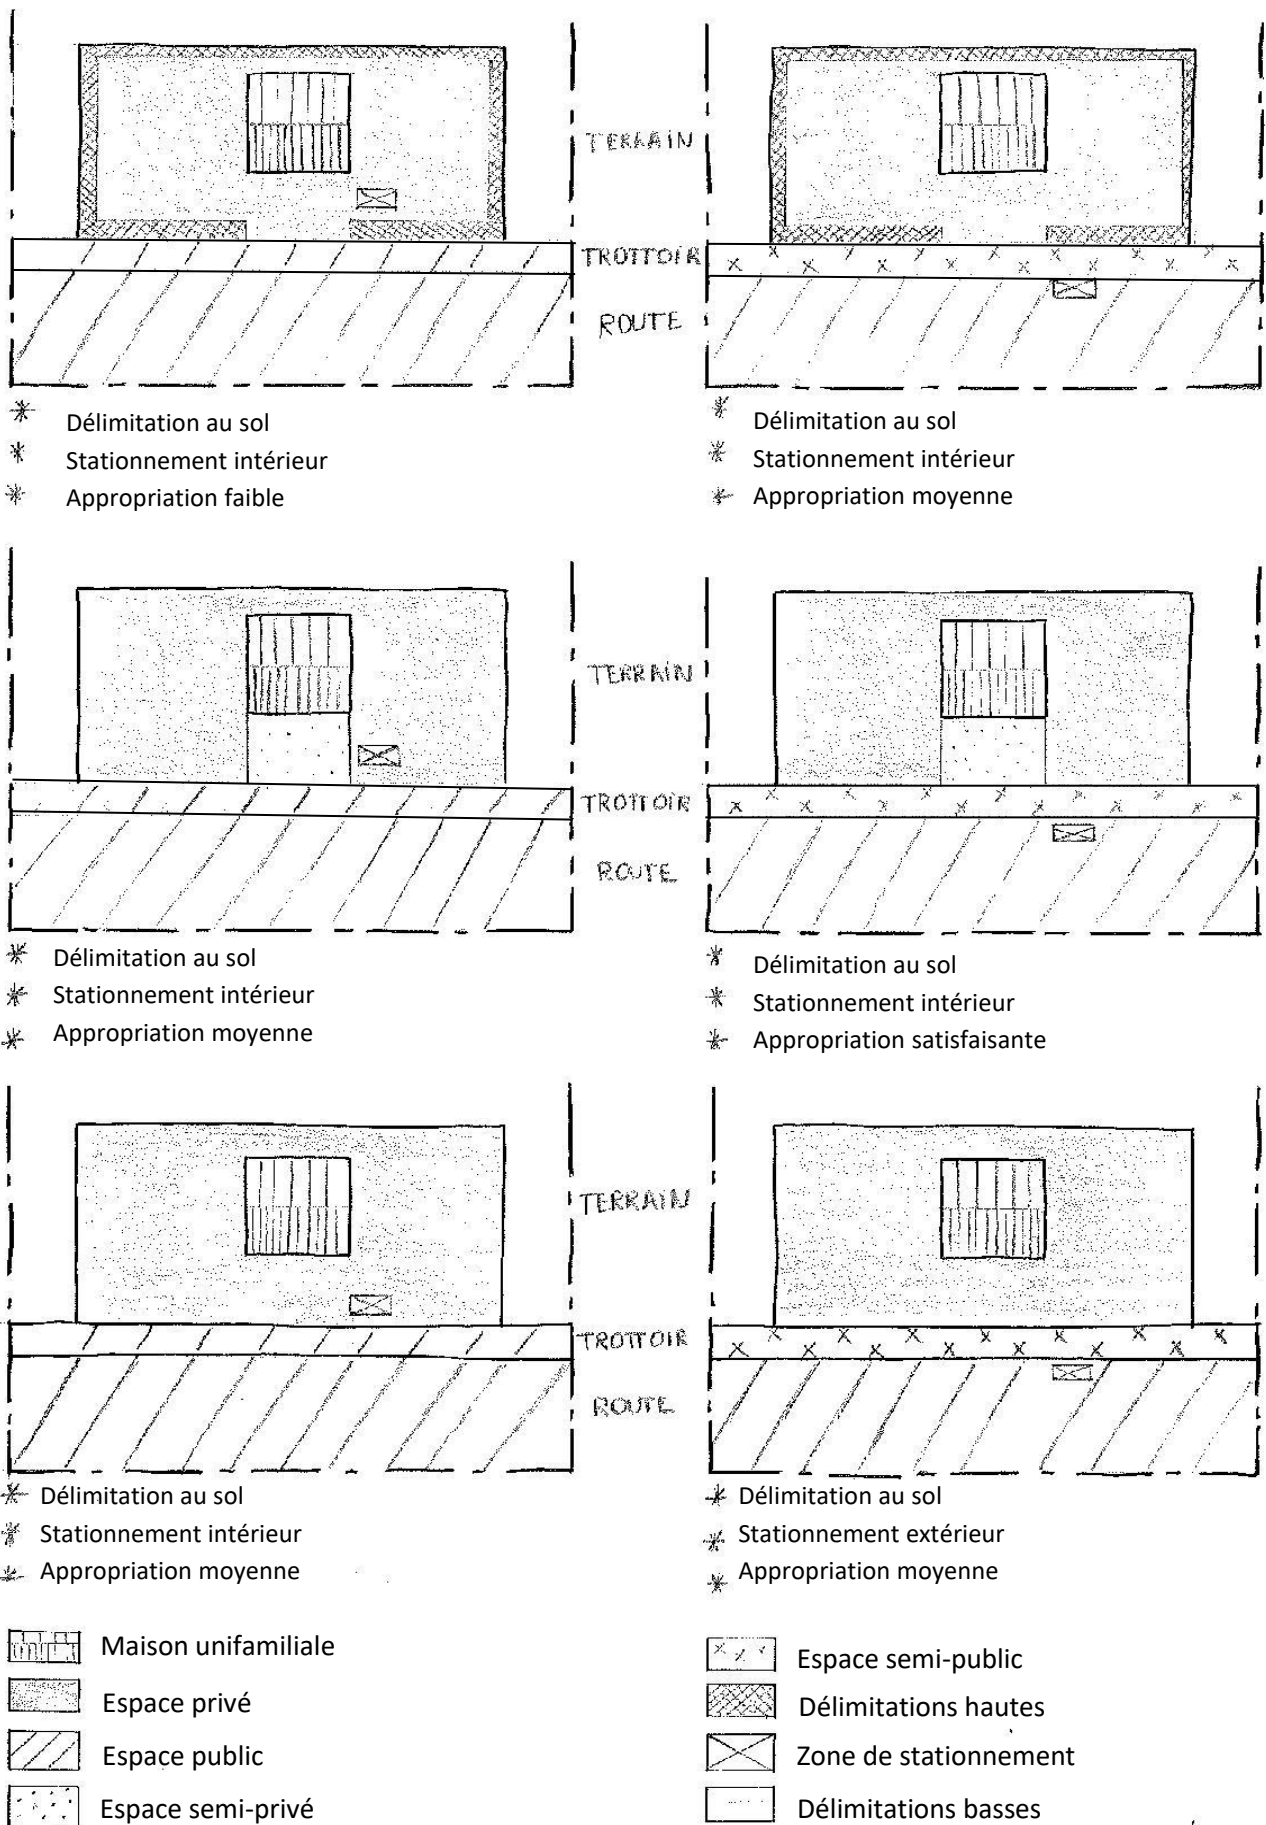 TERRAIN
TROTTOIR
ROUTE
Délimitation au sol
Stationnement intérieur
Appropriation faible
Délimitation au sol
Stationnement intérieur
Appropriation moyenne
TERRAIN
TROTTOIR
ROUTE
Délimitation au sol
Stationnement intérieur
Appropriation moyenne
Délimitation au sol
Stationnement intérieur
Appropriation satisfaisante
TERRAIN
TROTTOIR
ROUTE
Délimitation au sol
Stationnement intérieur
Appropriation moyenne
Délimitation au sol
Stationnement extérieur
Appropriation moyenne
Maison unifamiliale
Espace privé
Espace public
Espace semi-privé
Espace semi-public
Délimitations hautes
Zone de stationnement
Délimitations basses